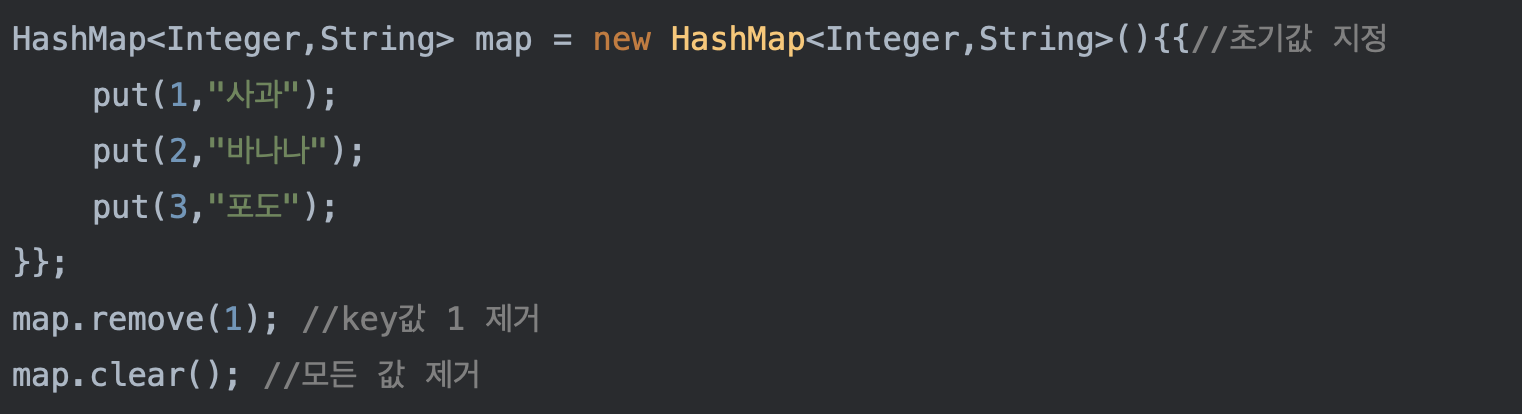 HashMap<Integer,String> map = new HashMap<Integer,String>(){{//초기값 지정
    put(1,"사과");
    put(2,"바나나");
    put(3,"포도");
}};
map.remove(1); //key값 1 제거
map.clear(); //모든 값 제거